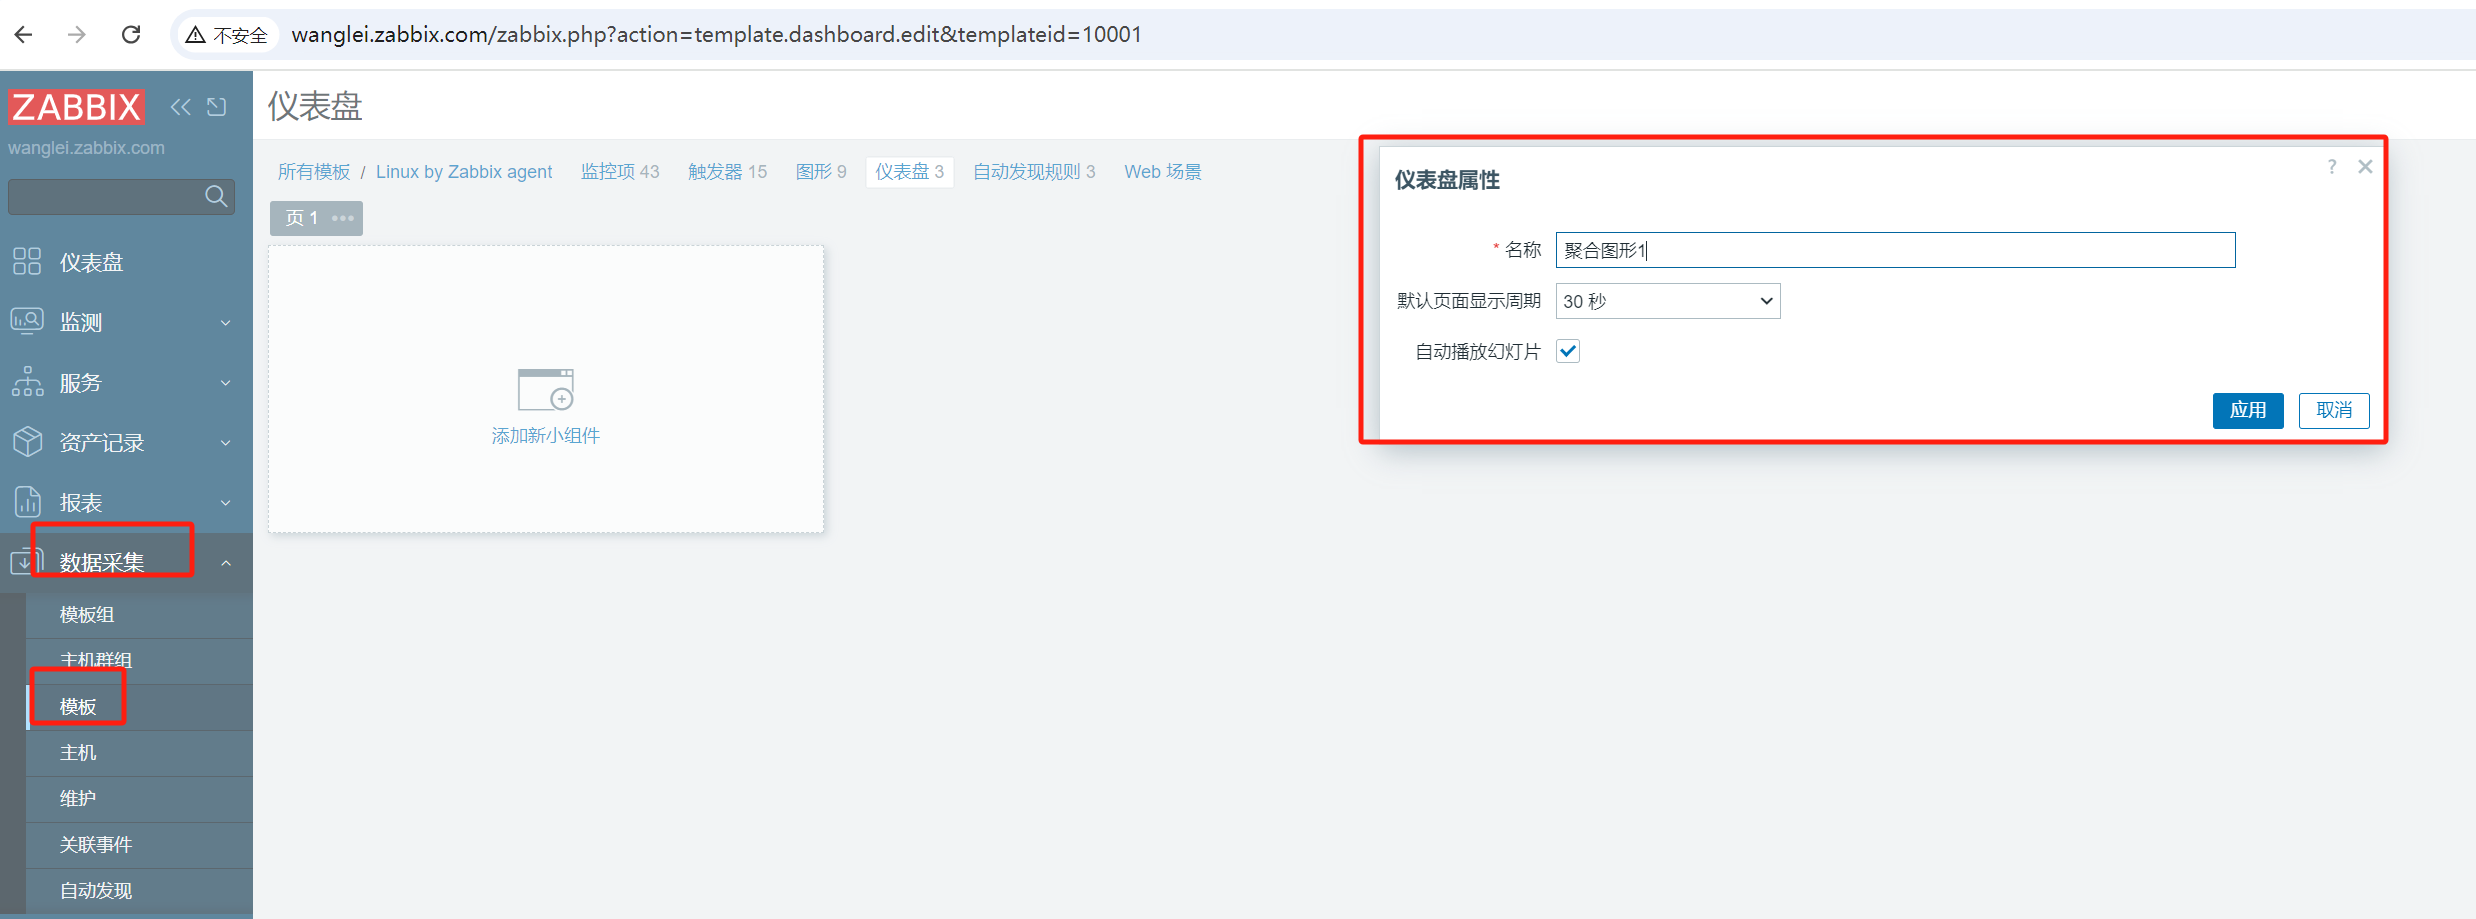 不安全 wanglei.zabbix.com/zabbix.php?action=template.dashboard.edit&templateid=10001
ZABBIX
wanglei.zabbix.com
仪表盘
监测
服务
资产记录
报表
数据采集
模板组
主机群组
模板
主机
维护
关联事件
自动发现
仪表盘
所有模板 / Linux by Zabbix agent 监控项 43 触发器 15 图形 9 仪表盘 3 自动发现规则 3 Web 场景
页 1
添加新小组件
仪表盘属性
?
* 名称 聚合图形1
默认页面显示周期 30 秒
自动播放幻灯片
应用 取消